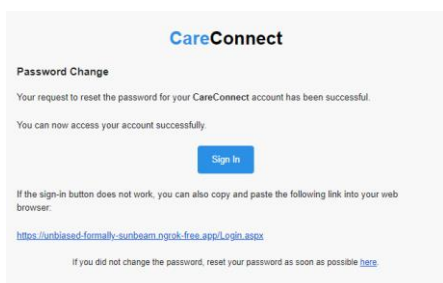 CareConnect
Password Change
Your request to reset the password for your CareConnect account has been successful.
You can now access your account successfully.
Sign In
If the sign-in button does not work, you can also copy and paste the following link into your web
browser:
https://unbiased-formally-sunbeam.ngrok-free.app/Login.aspx
If you did not change the password, reset your password as soon as possible here.